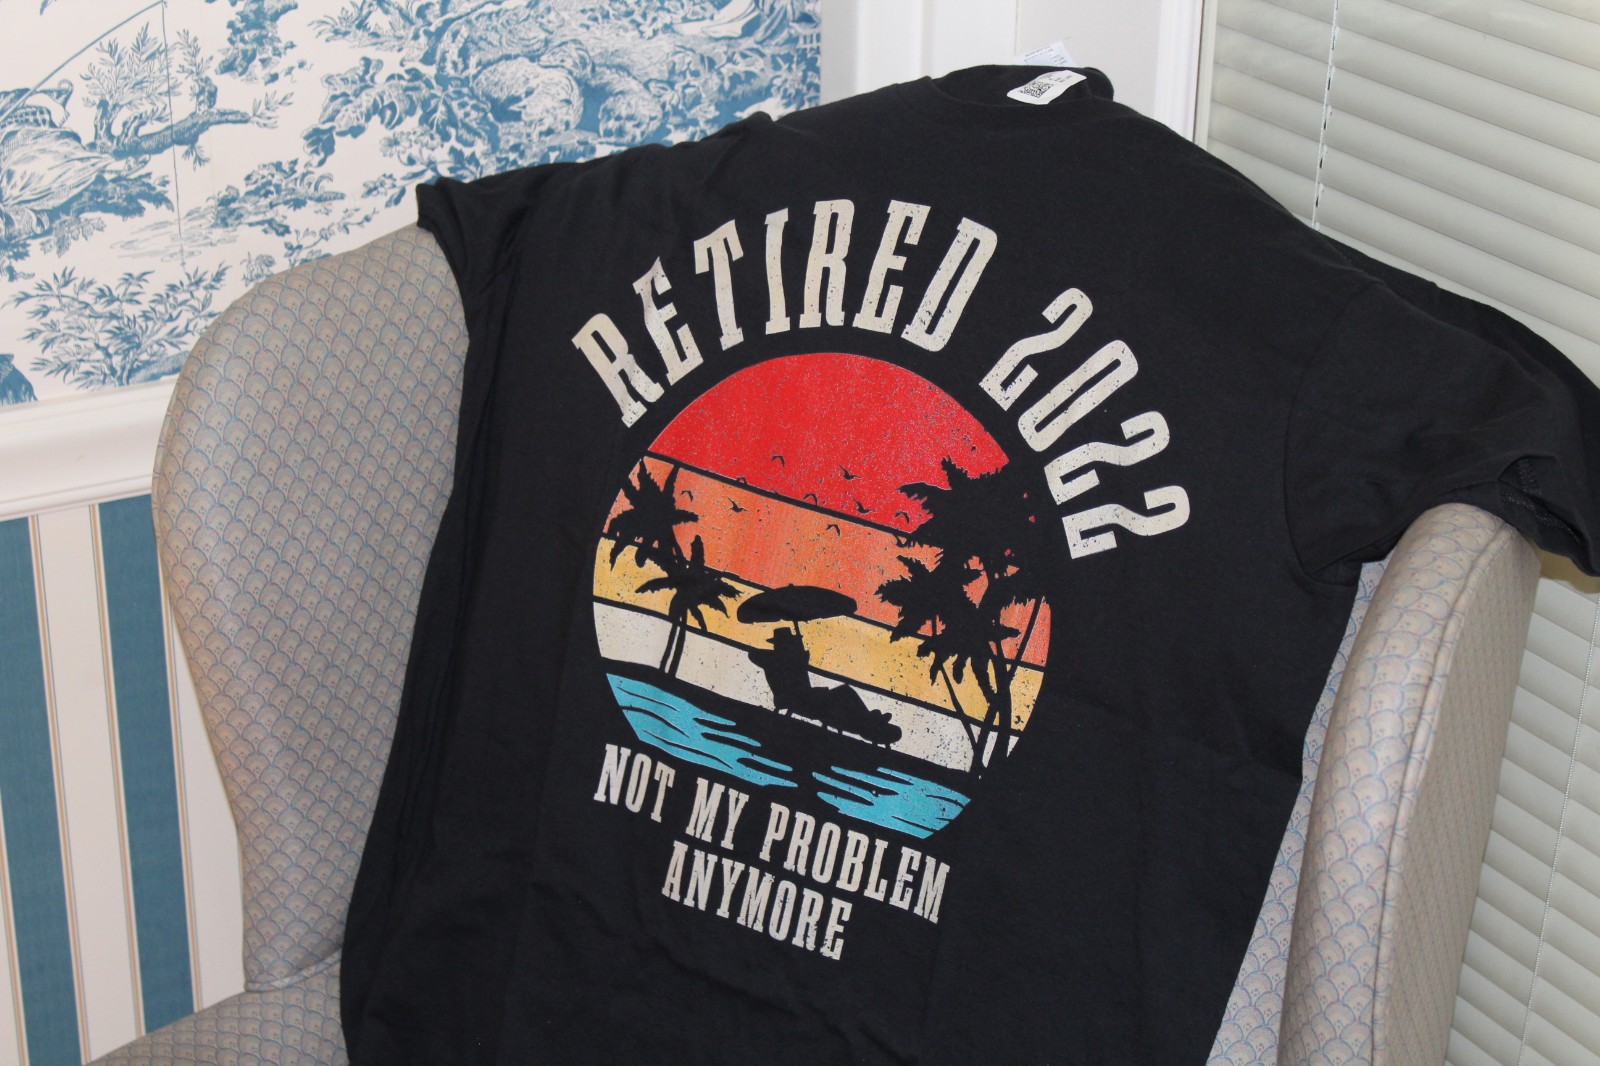 RETIRED 2022
NOT MY PROBLEM
ANYMORE